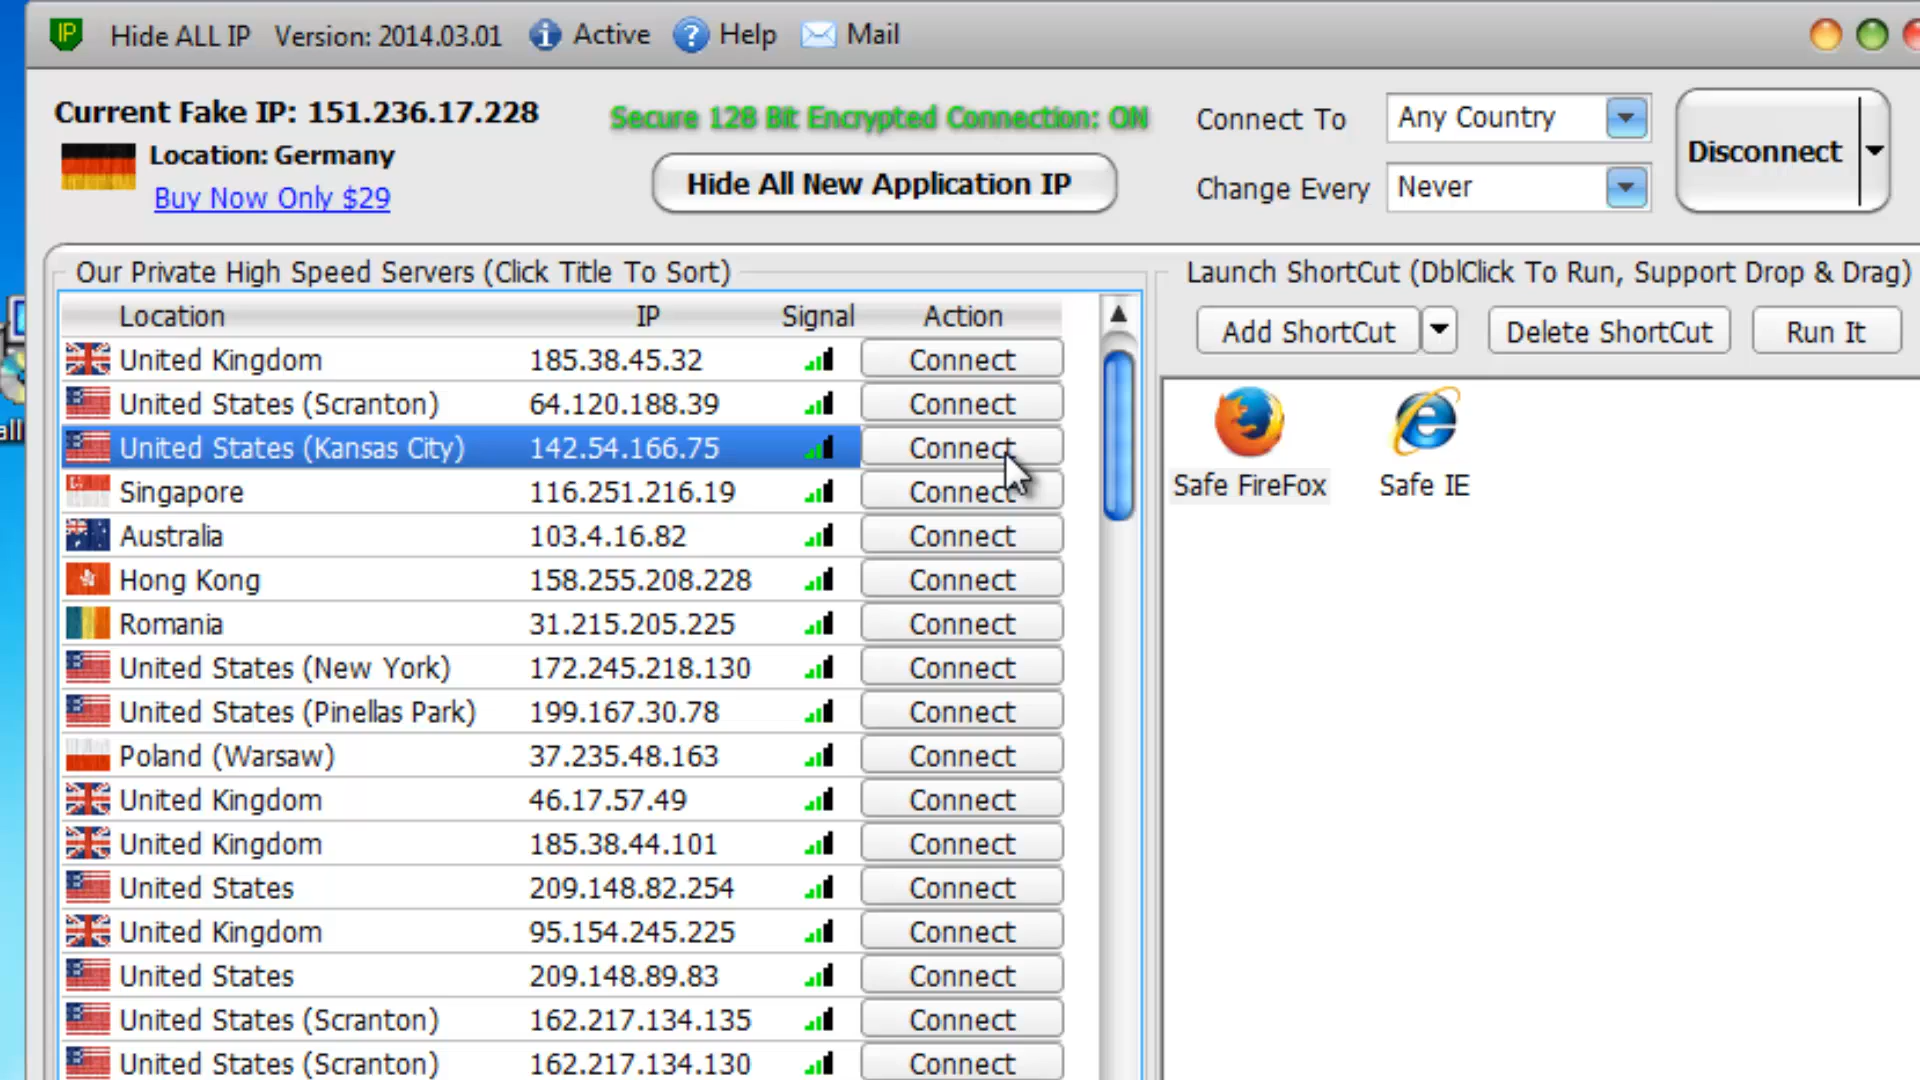 IP Hide ALL IP Version: 2014.03.01 Active Help Mail
Current Fake IP: 151.236.17.228
Location: Germany
Buy Now Only $29
Secure 128 Bit Encrypted Connection: ON
Hide All New Application IP
Connect To Any Country
Change Every Never
Disconnect
Our Private High Speed Servers (Click Title To Sort)
Location IP Signal Action
United Kingdom 185.38.45.32 Connect
United States (Scranton) 64.120.188.39 Connect
United States (Kansas City) 142.54.166.75 Connect
Singapore 116.251.216.19 Connect
Australia 103.4.16.82 Connect
Hong Kong 158.255.208.228 Connect
Romania 31.215.205.225 Connect
United States (New York) 172.245.218.130 Connect
United States (Pinellas Park) 199.167.30.78 Connect
Poland (Warsaw) 37.235.48.163 Connect
United Kingdom 46.17.57.49 Connect
United Kingdom 185.38.44.101 Connect
United States 209.148.82.254 Connect
United Kingdom 95.154.245.225 Connect
United States 209.148.89.83 Connect
United States (Scranton) 162.217.134.135 Connect
United States (Scranton) 162.217.134.130 Connect
Launch ShortCut (DblClick To Run, Support Drop & Drag)
Add ShortCut Delete ShortCut Run It
Safe FireFox Safe IE
all